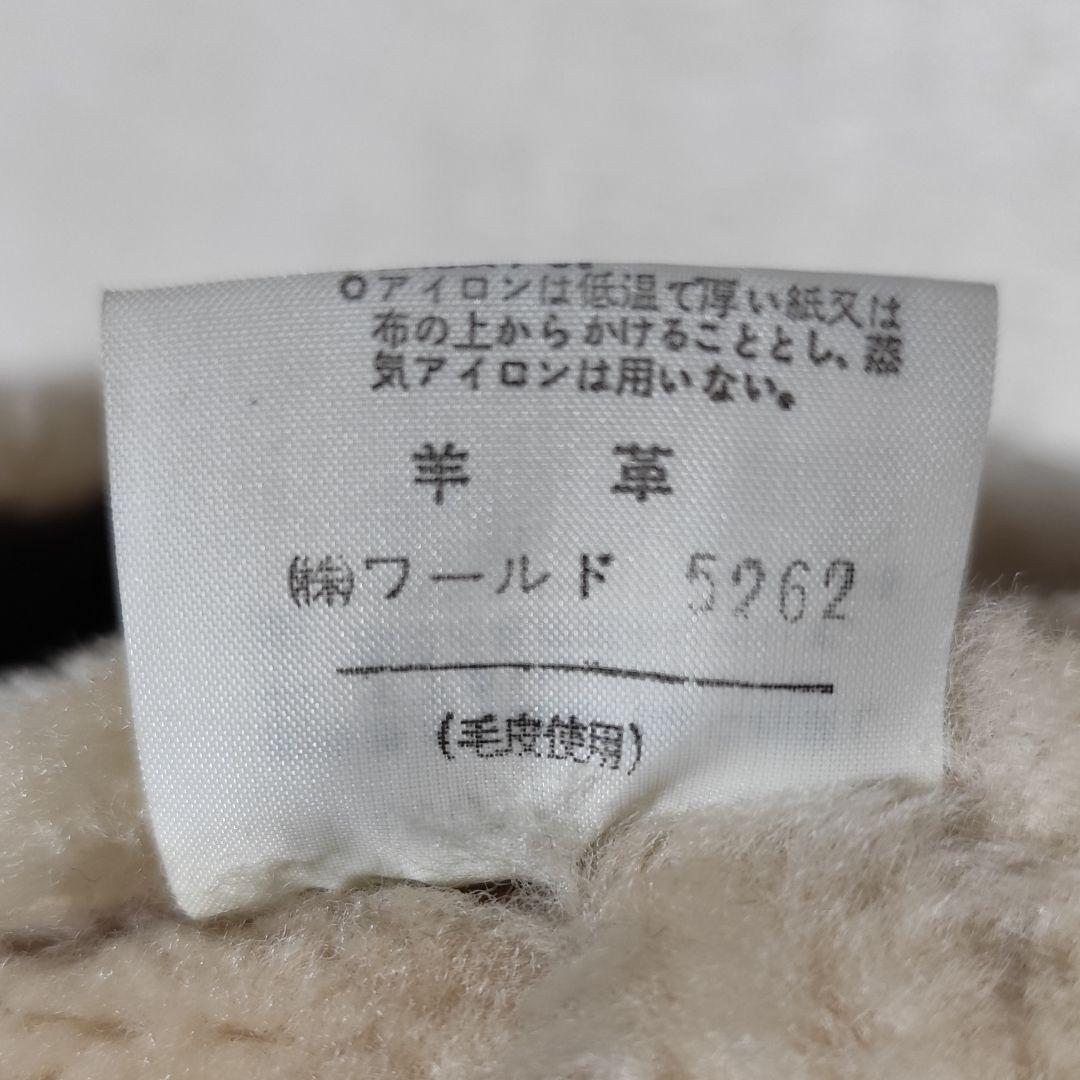 ○アイロンは低温で厚い紙又は
布の上からかけることとし、蒸
気アイロンは用いない。
羊 革
㈱ワールド 5262
(毛度使用)